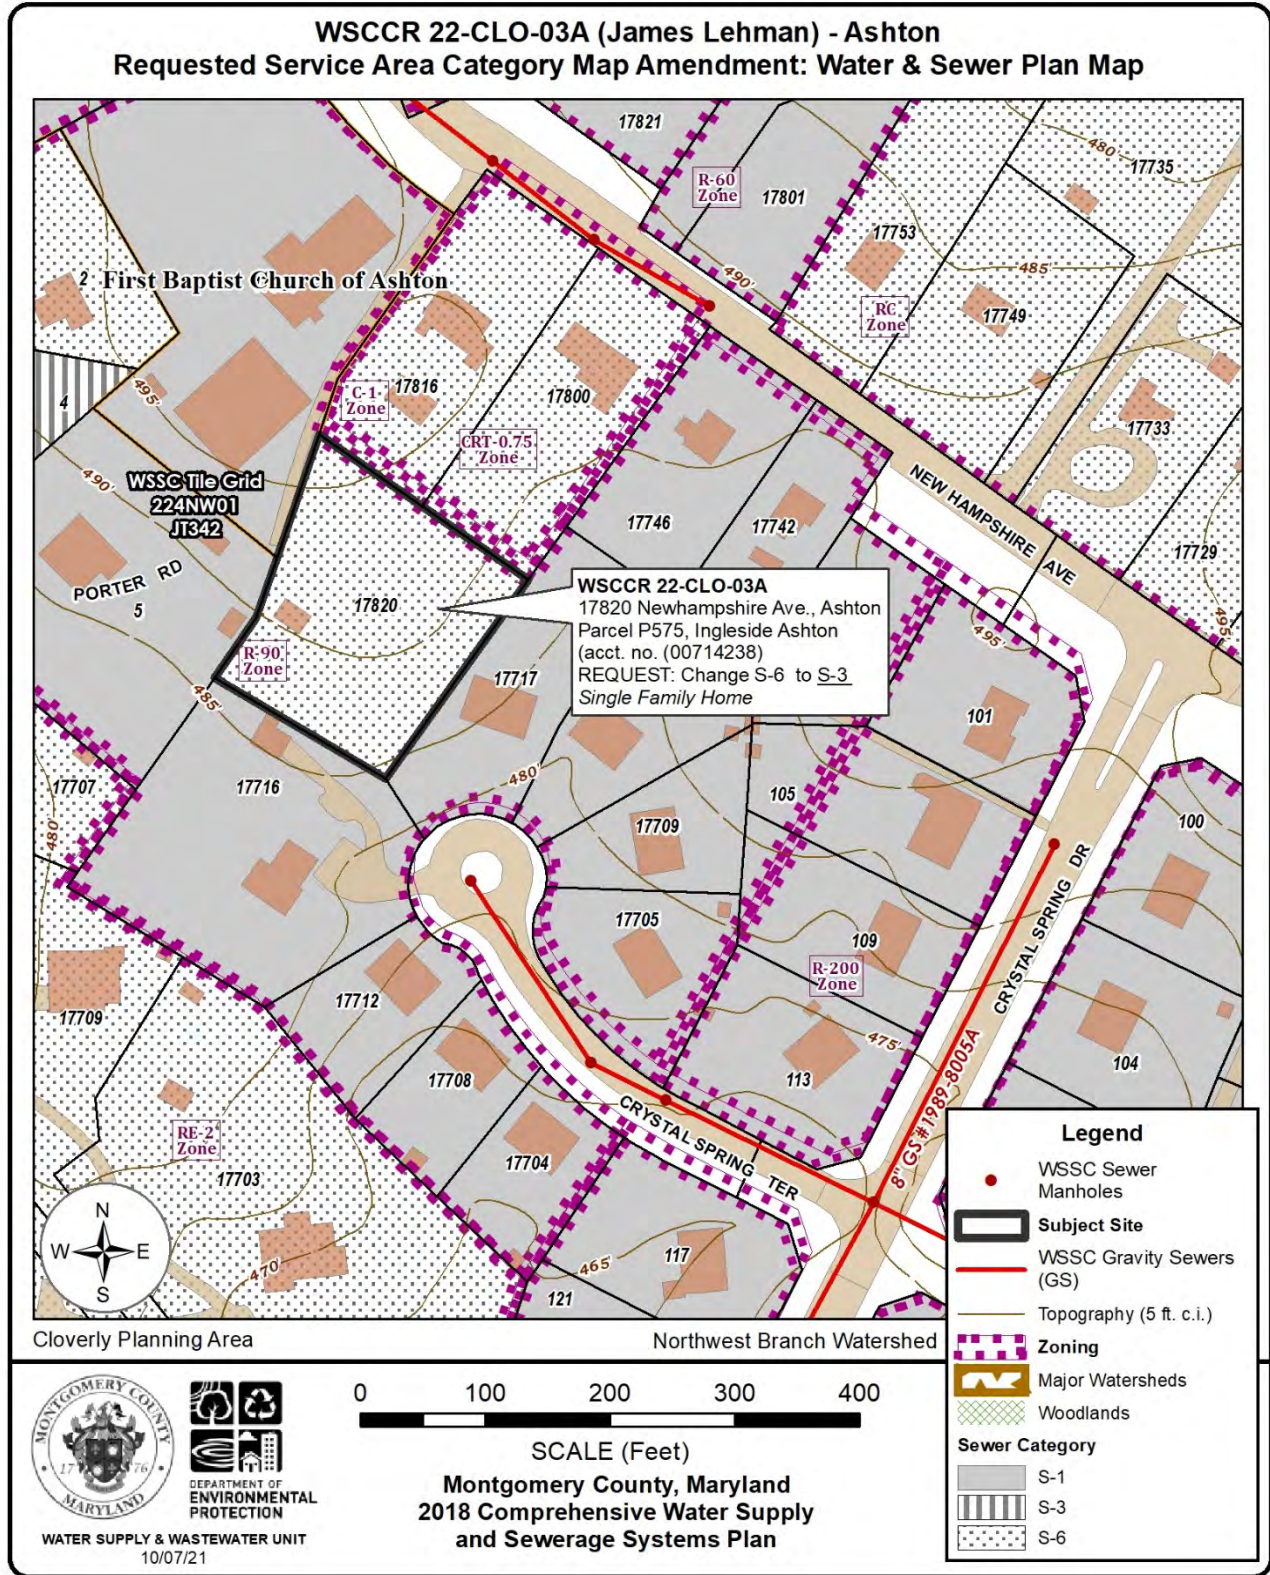 WSCCR 22-CLO-03A (James Lehman) - Ashton
Requested Service Area Category Map Amendment: Water & Sewer Plan Map
17821
480'
17735
R-60
Zone
17801
17753
2
First Baptist Church of Ashton
490'
485'
RC
Zone
17749
495'
17816
C-1
Zone
17800
4
17733
CRT-0.75
Zone
490'
WSSC Tile Grid
224NW01
JT342
17746
17742
NEW HAMPSHIRE AVE
17729
PORTER RD
5
17820
WSCCR 22-CLO-03A
17820 Newhampshire Ave., Ashton
Parcel P575, Ingleside Ashton
(acct. no. (00714238)
REQUEST: Change S-6 to S-3
Single Family Home
495'
495'
R-90
Zone
17717
485'
101
480'
17707
17716
105
100
480'
17709
17705
109
CRYSTAL SPRING DR
R-200
Zone
17712
17709
475'
113
104
17708
8" GS #1989-8005A
CRYSTAL SPRING TER
RE-2
Zone
17704
17703
N
W E
S
117
470'
465'
121
Legend
WSSC Sewer
Manholes
Subject Site
WSSC Gravity Sewers
(GS)
Topography (5 ft. c.i.)
Zoning
Major Watersheds
Woodlands
Sewer Category
S-1
S-3
S-6
Cloverly Planning Area
Northwest Branch Watershed
MONTGOMERY COUNTY
17 76
MARYLAND
DEPARTMENT OF
ENVIRONMENTAL
PROTECTION
WATER SUPPLY & WASTEWATER UNIT
10/07/21
0 100 200 300 400
SCALE (Feet)
Montgomery County, Maryland
2018 Comprehensive Water Supply
and Sewerage Systems Plan